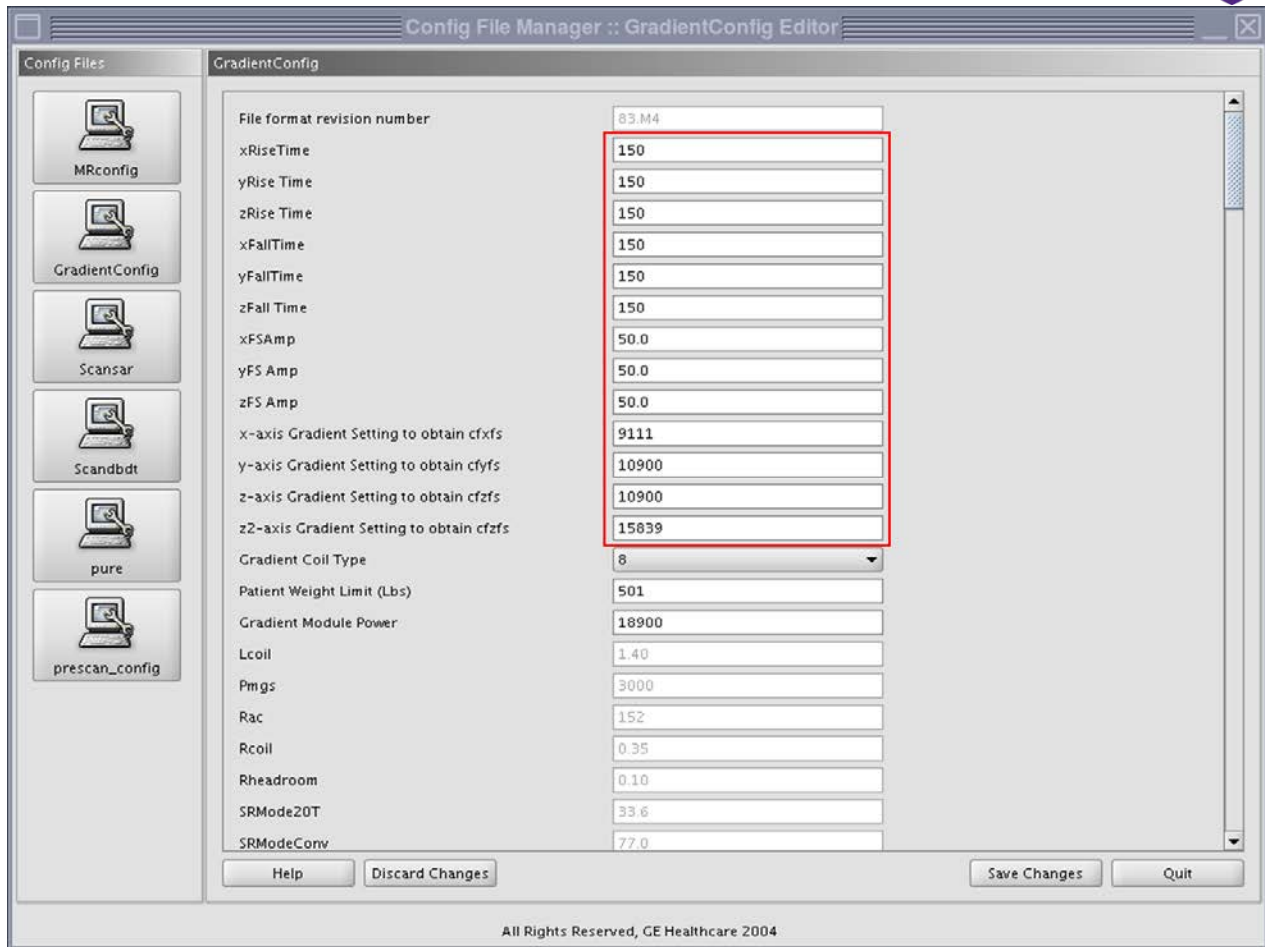 Config File Manager :: GradientConfig Editor
Config Files
MRconfig
GradientConfig
Scansar
Scandbdt
pure
prescan_config
GradientConfig
File format revision number 83.M4
xRiseTime 150
yRise Time 150
zRise Time 150
xFallTime 150
yFallTime 150
zFall Time 150
xFSAmp 50.0
yFS Amp 50.0
zFS Amp 50.0
x-axis Gradient Setting to obtain cfxfs 9111
y-axis Gradient Setting to obtain cfyfs 10900
z-axis Gradient Setting to obtain cfzfs 10900
z2-axis Gradient Setting to obtain cfzfs 15839
Gradient Coil Type 8
Patient Weight Limit (Lbs) 501
Gradient Module Power 18900
Lcoil 1.40
Pmgs 3000
Rac 152
Rcoil 0.35
Rheadroom 0.10
SRMode20T 33.6
SRModeConv 77.0
Help Discard Changes Save Changes Quit
All Rights Reserved, GE Healthcare 2004